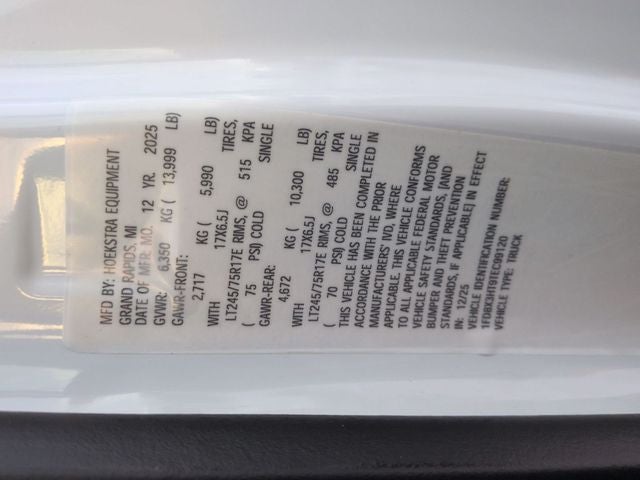 MFD BY: HOEKSTRA EQUIPMENT
GRAND RAPIDS, MI
DATE OF MFR: MO. 12 YR. 2025
GVWR: 6,350 KG ( 13,999 LB)
GAWR-FRONT:
2,717 KG ( 5,990 LB)
WITH 17X6.5J TIRES,
LT245/75R17E RIMS, @ 515 KPA
( 75 PSI) COLD SINGLE
GAWR-REAR:
4,672 KG ( 10,300 LB)
WITH 17X6.5J TIRES,
LT245/75R17E RIMS, @ 485 KPA
( 70 PSI) COLD SINGLE
THIS VEHICLE HAS BEEN COMPLETED IN
ACCORDANCE WITH THE PRIOR
MANUFACTURERS' IVD, WHERE
APPLICABLE. THIS VEHICLE CONFORMS
TO ALL APPLICABLE FEDERAL MOTOR
VEHICLE SAFETY STANDARDS, [AND
BUMPER AND THEFT PREVENTION
STANDARDS, IF APPLICABLE] IN EFFECT
IN: 12/25
VEHICLE IDENTIFICATION NUMBER:
1FD8X3HT9TEC99120
VEHICLE TYPE: TRUCK